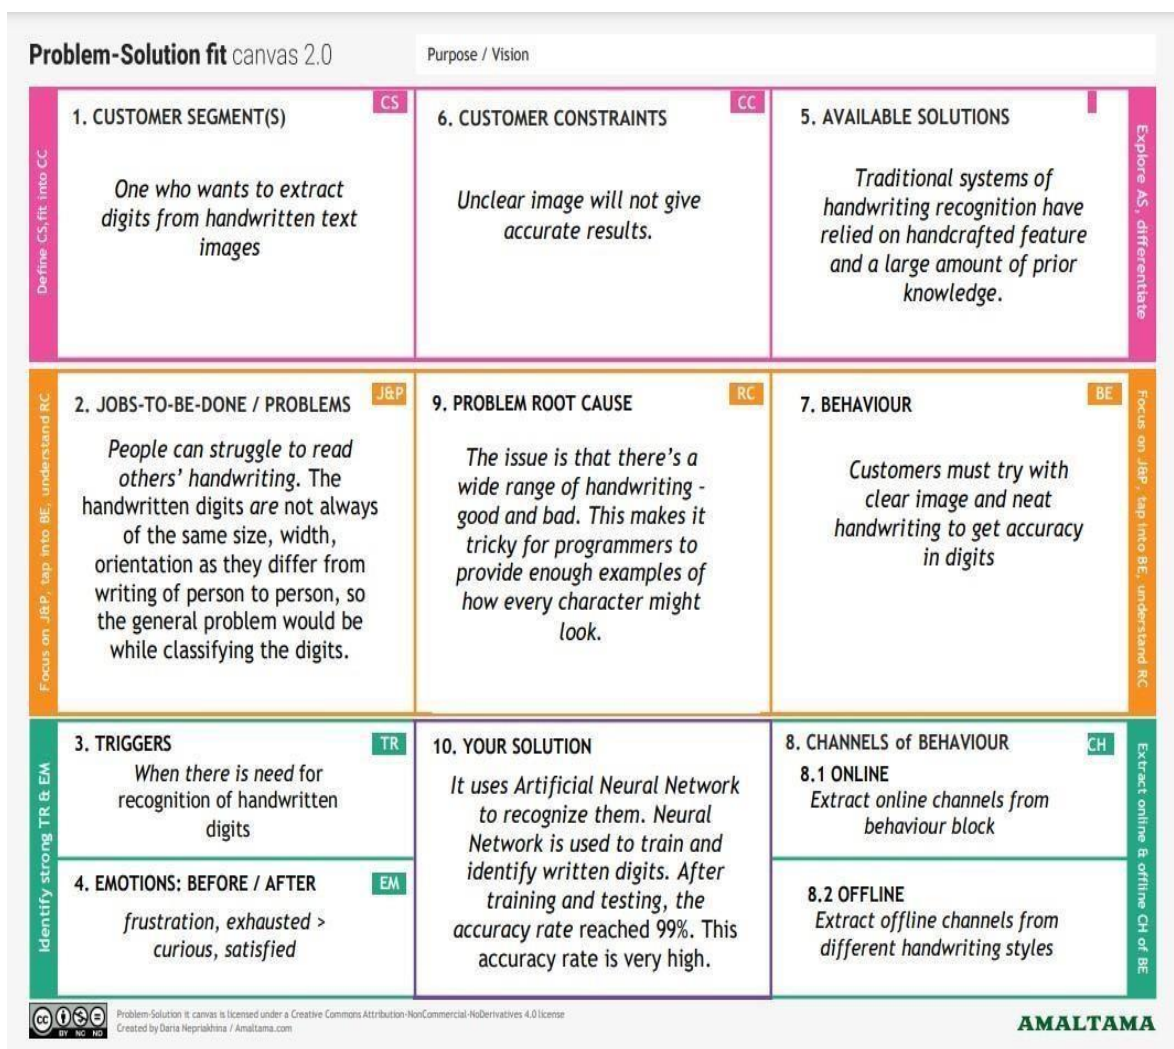 Problem-Solution fit canvas 2.0
Purpose / Vision
Define CS,fit into CC
1. CUSTOMER SEGMENT(S)
CS
One who wants to extract
digits from handwritten text
images
6. CUSTOMER CONSTRAINTS
CC
Unclear image will not give
accurate results.
5. AVAILABLE SOLUTIONS
Traditional systems of
handwriting recognition have
relied on handcrafted feature
and a large amount of prior
knowledge.
Explore AS, differentiate
Focus on J&P, tap into BE, understand RC
2. JOBS-TO-BE-DONE / PROBLEMS
J&P
People can struggle to read
others’ handwriting. The
handwritten digits are not always
of the same size, width,
orientation as they differ from
writing of person to person, so
the general problem would be
while classifying the digits.
9. PROBLEM ROOT CAUSE
RC
The issue is that there’s a
wide range of handwriting -
good and bad. This makes it
tricky for programmers to
provide enough examples of
how every character might
look.
7. BEHAVIOUR
BE
Customers must try with
clear image and neat
handwriting to get accuracy
in digits
Focus on J&P, tap into BE, understand RC
Identify strong TR & EM
3. TRIGGERS
TR
When there is need for
recognition of handwritten
digits
4. EMOTIONS: BEFORE / AFTER
EM
frustration, exhausted >
curious, satisfied
10. YOUR SOLUTION
It uses Artificial Neural Network
to recognize them. Neural
Network is used to train and
identify written digits. After
training and testing, the
accuracy rate reached 99%. This
accuracy rate is very high.
8. CHANNELS of BEHAVIOUR
CH
8.1 ONLINE
Extract online channels from
behaviour block
8.2 OFFLINE
Extract offline channels from
different handwriting styles
Extract online & offline CH of BE
CC BY NC ND
Problem-Solution it canvas is licensed under a Creative Commons Attribution-NonCommercial-NoDerivatives 4.0 license
Created by Daria Nepriakhina / Amaltama.com
AMALTAMA